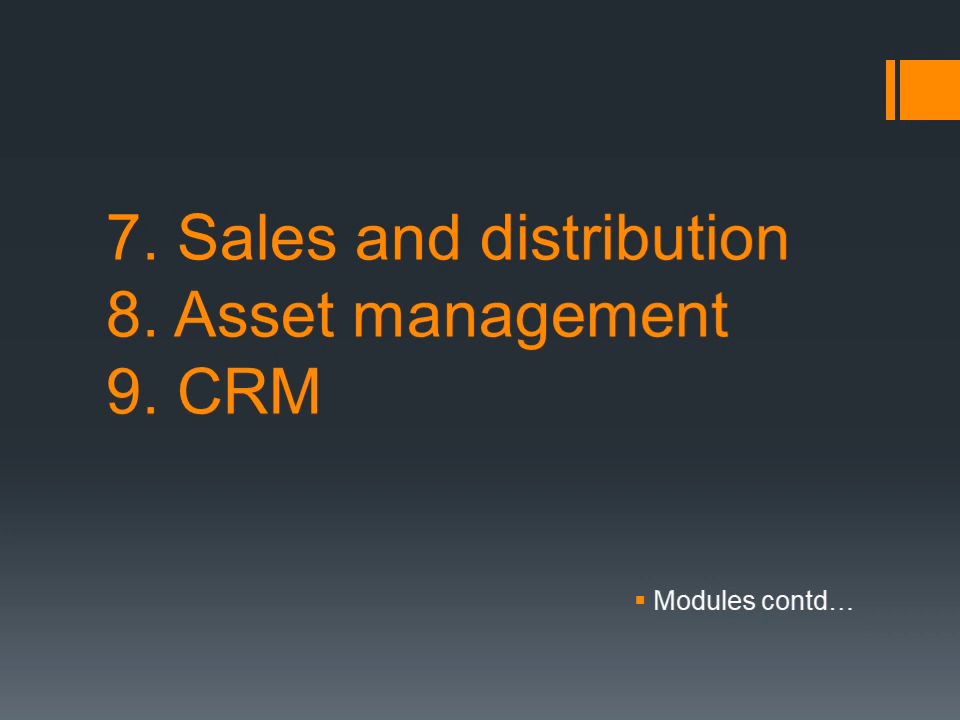 7. Sales and distribution
8. Asset management
9. CRM
▪ Modules contd…